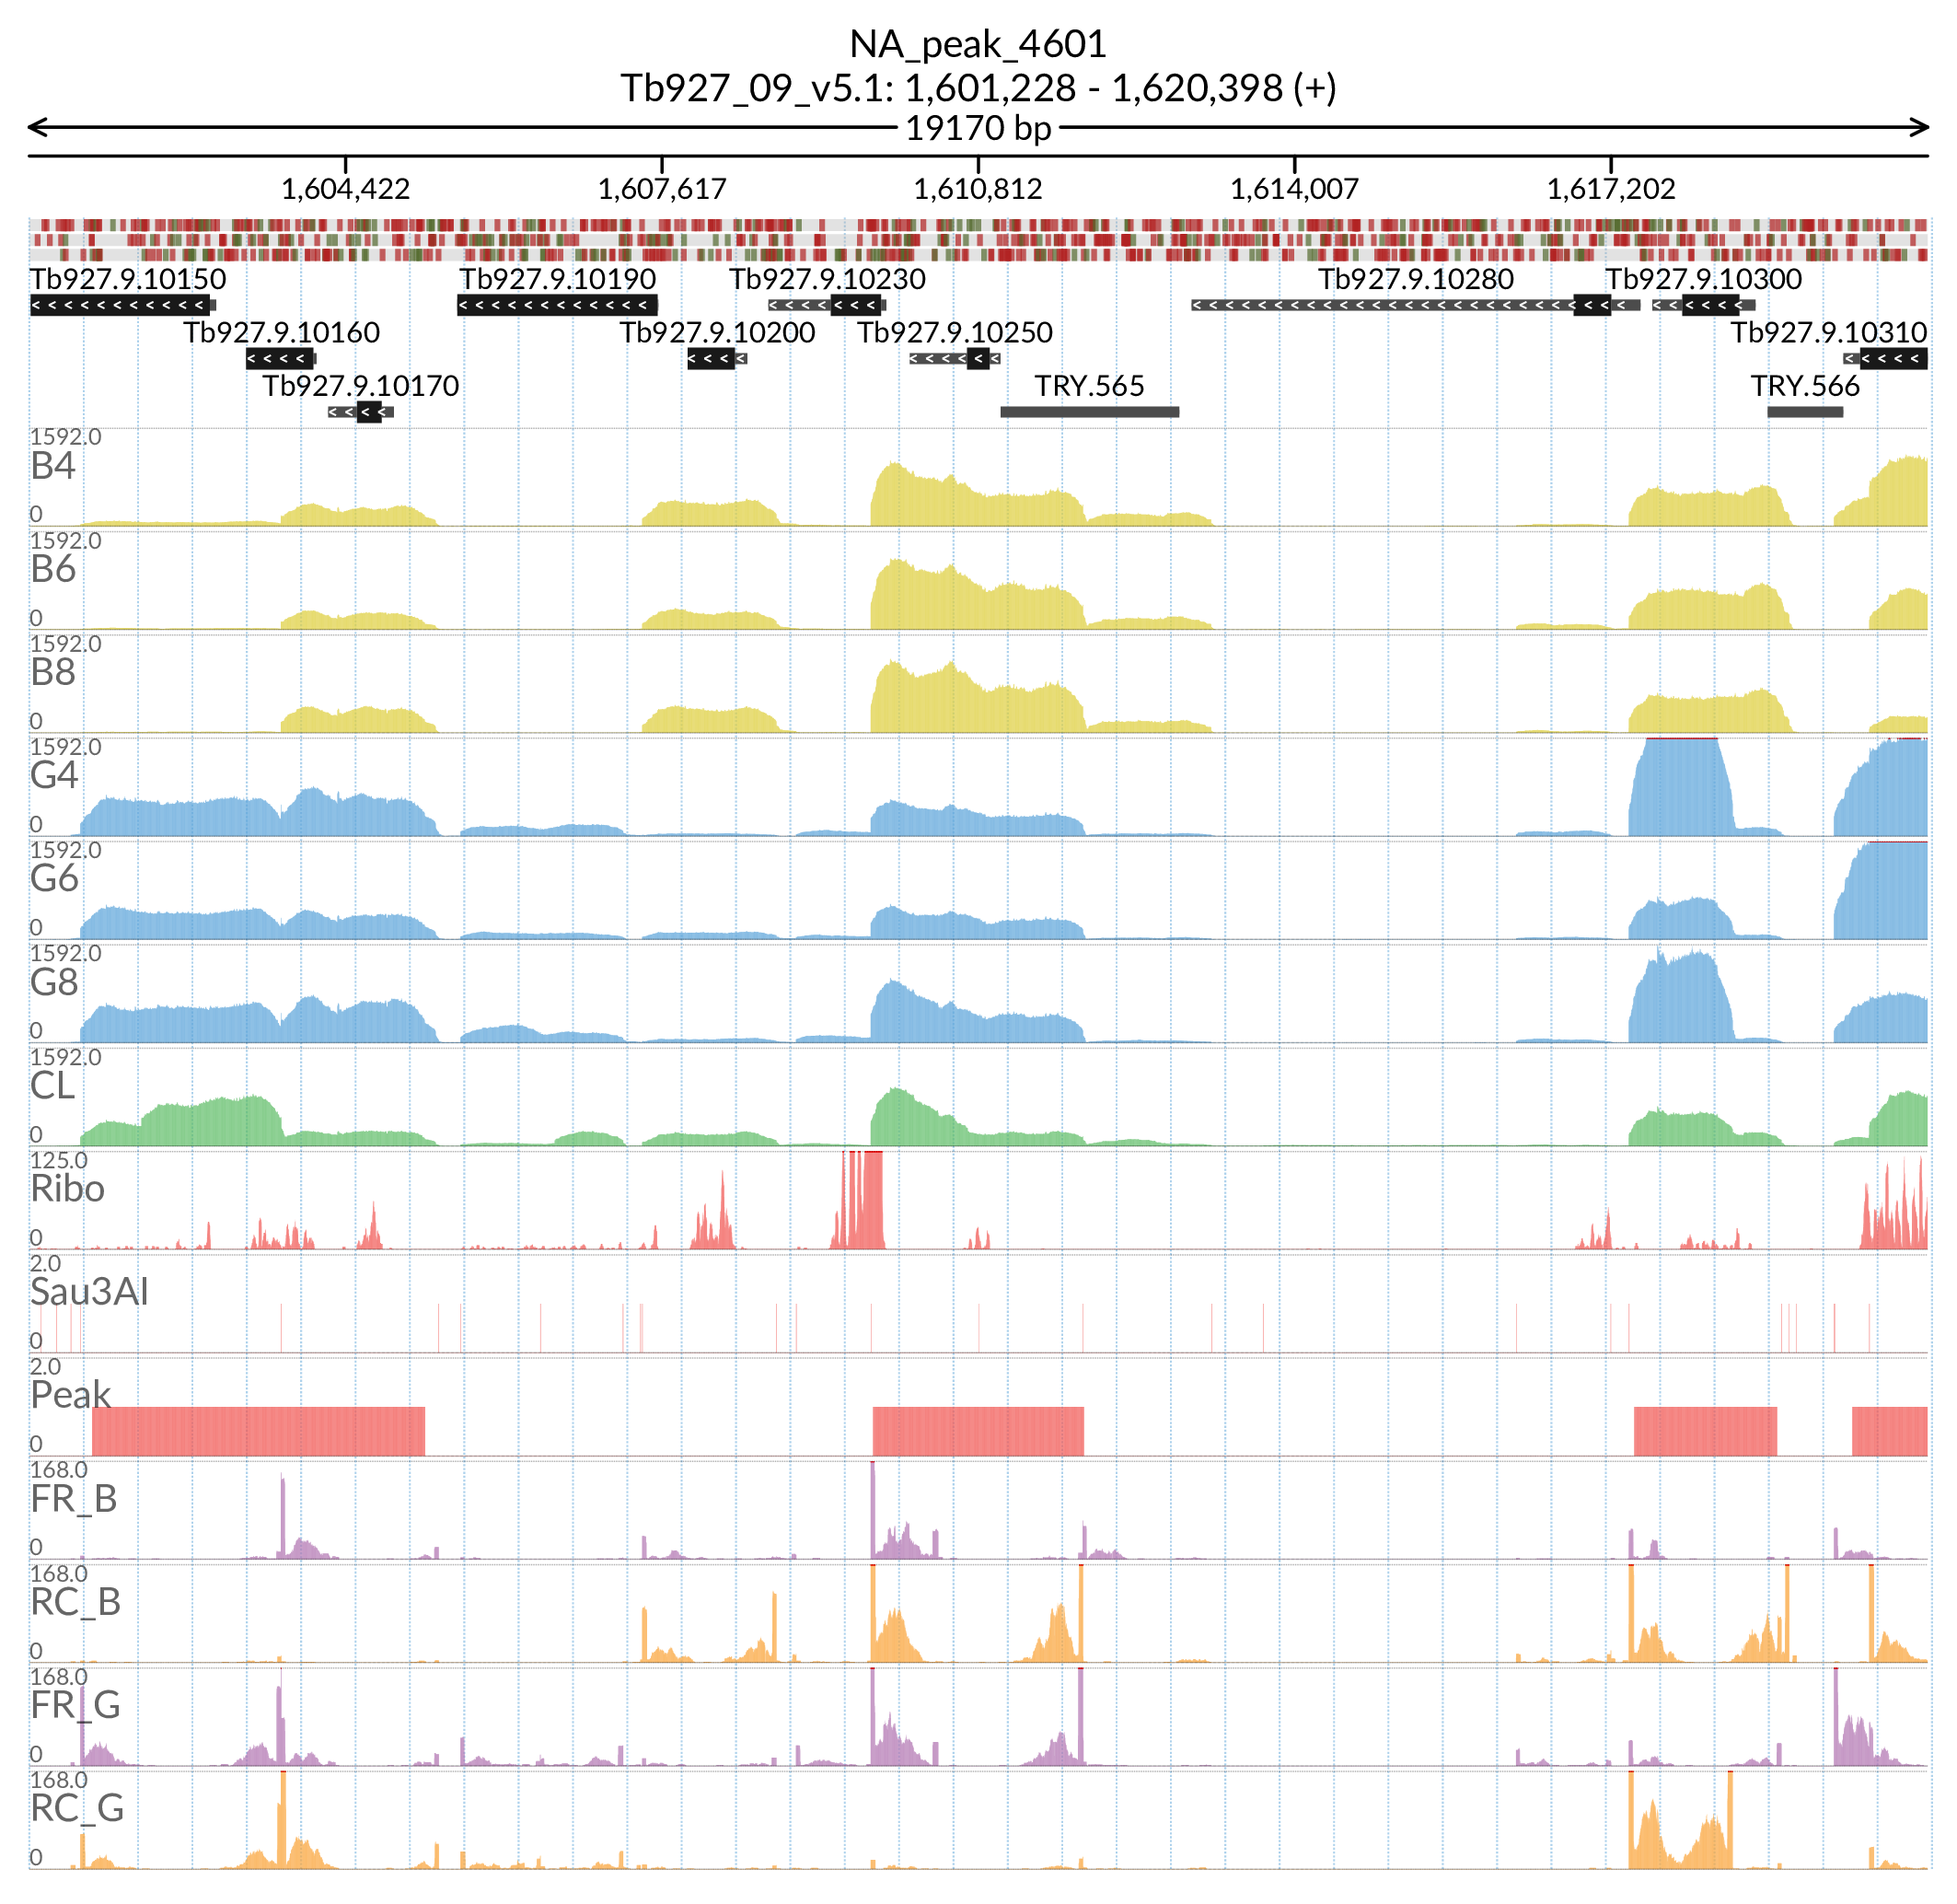 NA_peak_4601
Tb927_09_v5.1: 1,601,228 - 1,620,398 (+)
19170 bp
1,604,422 1,607,617 1,610,812 1,614,007 1,617,202
Tb927.9.10150 Tb927.9.10190 Tb927.9.10230 Tb927.9.10280 Tb927.9.10300
Tb927.9.10160 Tb927.9.10200 Tb927.9.10250 Tb927.9.10310
Tb927.9.10170 TRY.565 TRY.566
1592.0
B4
0
1592.0
B6
0
1592.0
B8
0
1592.0
G4
0
1592.0
G6
0
1592.0
G8
0
1592.0
CL
0
125.0
Ribo
0
2.0
Sau3AI
0
2.0
Peak
0
168.0
FR_B
0
168.0
RC_B
0
168.0
FR_G
0
168.0
RC_G
0